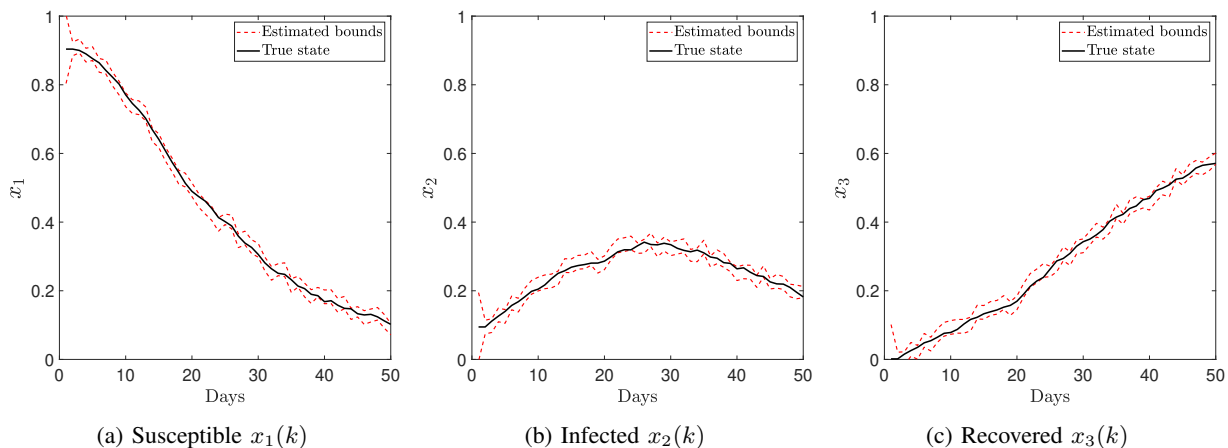 1
0.8
0.6
0.4
0.2
0
x₁
0 10 20 30 40 50
Days
Estimated bounds
True state
(a) Susceptible x₁(k)
1
0.8
0.6
0.4
0.2
0
x₂
0 10 20 30 40 50
Days
Estimated bounds
True state
(b) Infected x₂(k)
1
0.8
0.6
0.4
0.2
0
x₃
0 10 20 30 40 50
Days
Estimated bounds
True state
(c) Recovered x₃(k)